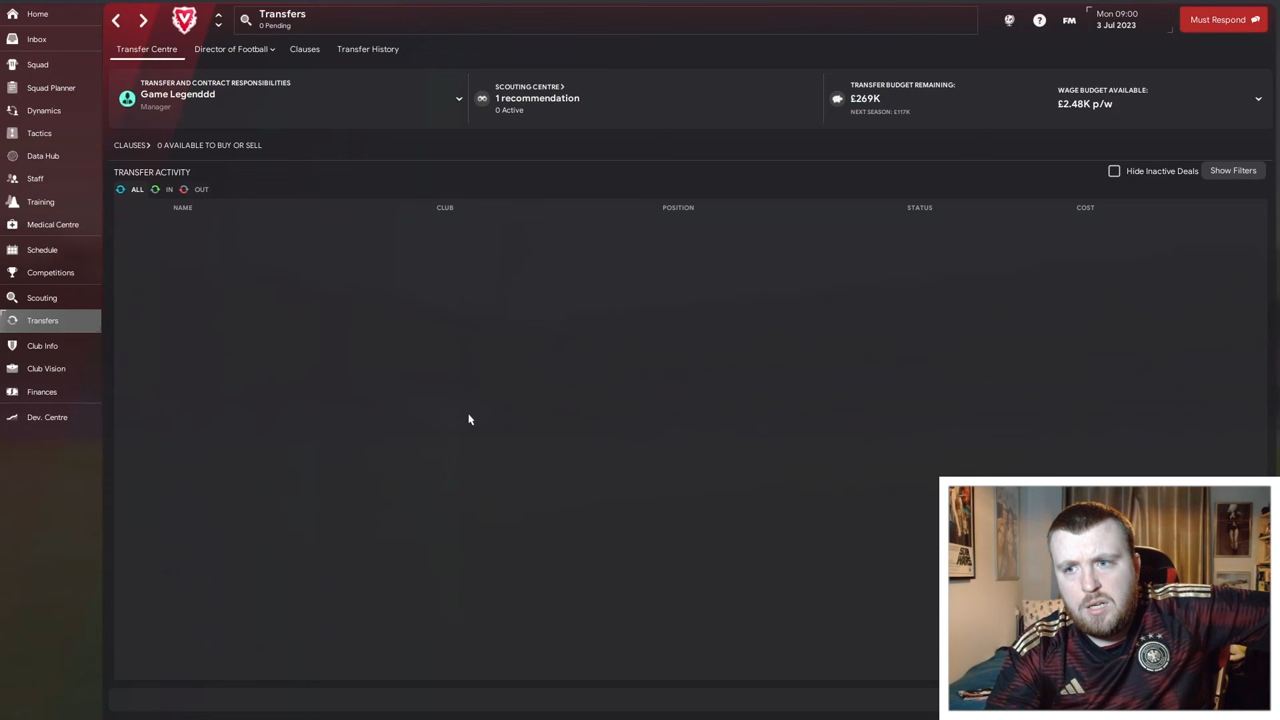 Home
Inbox
Squad
Squad Planner
Dynamics
Tactics
Data Hub
Staff
Training
Medical Centre
Schedule
Competitions
Scouting
Transfers
Club Info
Club Vision
Finances
Dev. Centre
Transfers
0 Pending
FM
Mon 09:00
3 Jul 2023
Must Respond
Transfer Centre
Director of Football
Clauses
Transfer History
TRANSFER AND CONTRACT RESPONSIBILITIES
Game Legenddd
Manager
SCOUTING CENTRE>
1 recommendation
0 Active
TRANSFER BUDGET REMAINING:
£269K
NEXT SEASON: £117K
WAGE BUDGET AVAILABLE:
£2.48K p/w
CLAUSES> 0 AVAILABLE TO BUY OR SELL
TRANSFER ACTIVITY
Hide Inactive Deals
Show Filters
ALL IN OUT
NAME CLUB POSITION STATUS COST
STAR
WARS